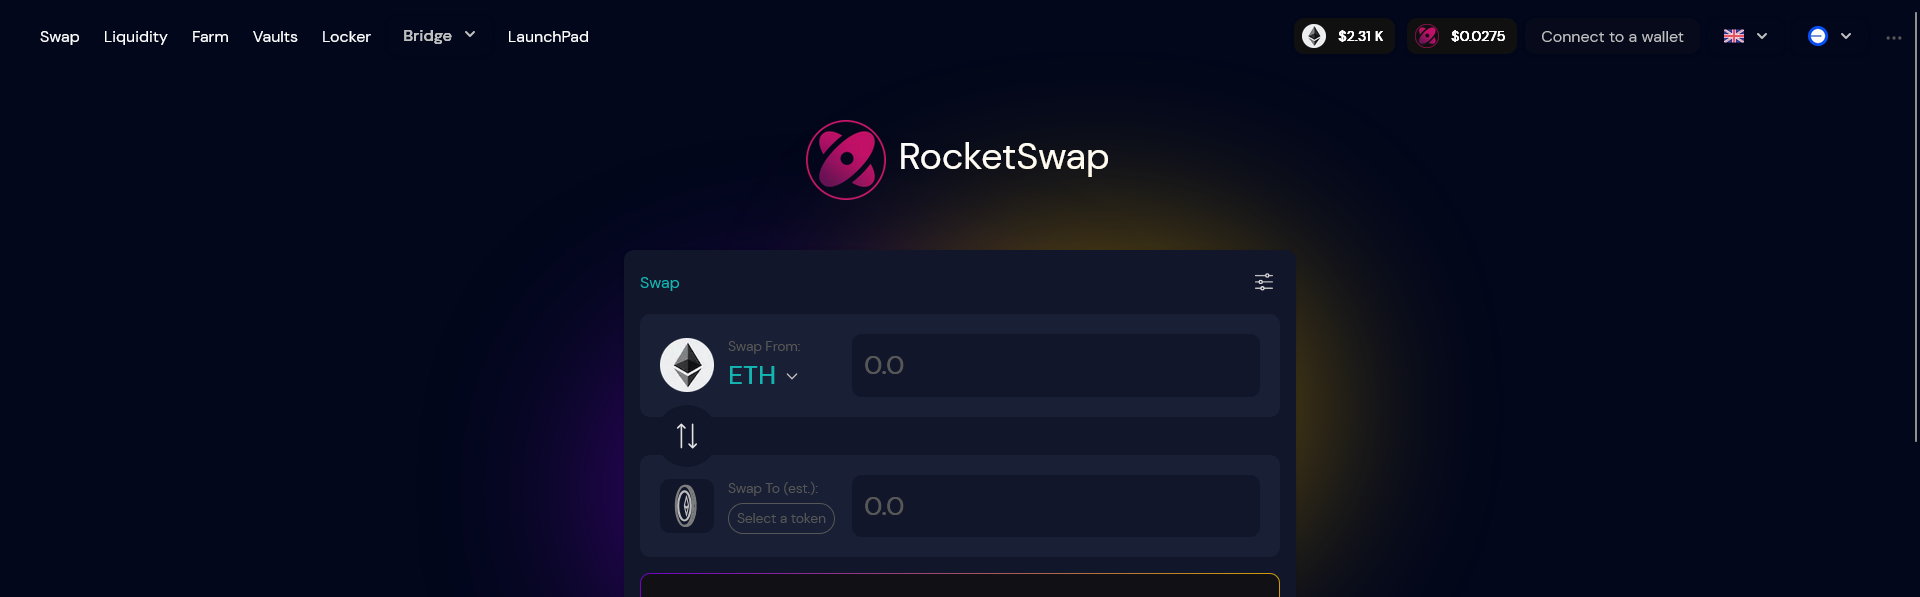 Swap Liquidity Farm Vaults Locker Bridge LaunchPad $2.31 K $0.0275 Connect to a wallet
RocketSwap
Swap
Swap From:
ETH
0.0
Swap To (est.):
Select a token
0.0